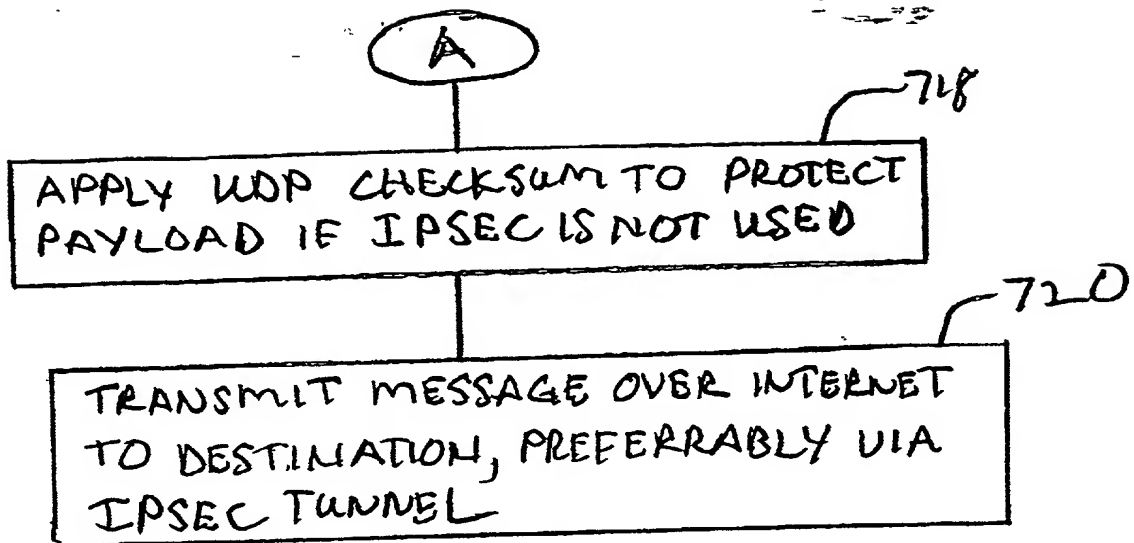 A
718
APPLY UDP CHECKSUM TO PROTECT
PAYLOAD IF IPSEC IS NOT USED
720
TRANSMIT MESSAGE OVER INTERNET
TO DESTINATION, PREFERRABLY VIA
IPSEC TUNNEL